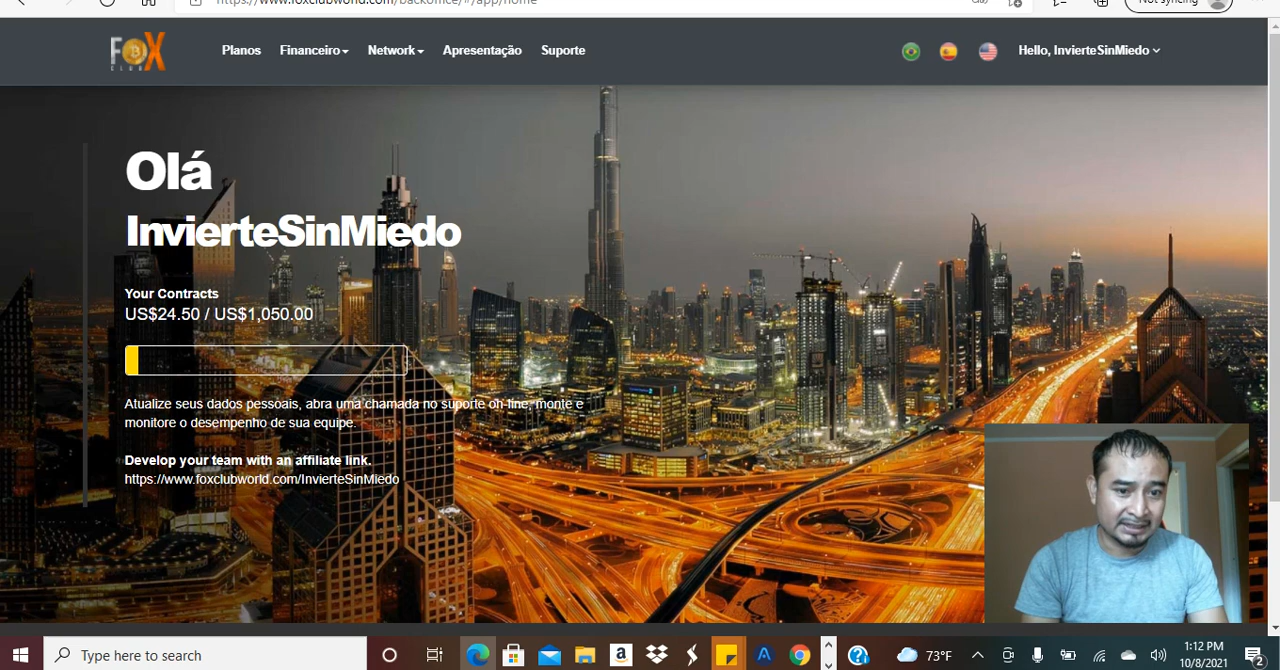 https://www.foxclubworld.com/backoffice/#/app/home
Not syncing
FOX
CLUB
Planos
Financeiro
Network
Apresentação
Suporte
Hello, InvierteSinMiedo
Olá
InvierteSinMiedo
Your Contracts
US$24.50 / US$1,050.00
Atualize seus dados pessoais, abra uma chamada no suporte on-line, monte e
monitore o desempenho de sua equipe.
Develop your team with an affiliate link.
https://www.foxclubworld.com/InvierteSinMiedo
Type here to search
73°F
1:12 PM
10/8/2021
2